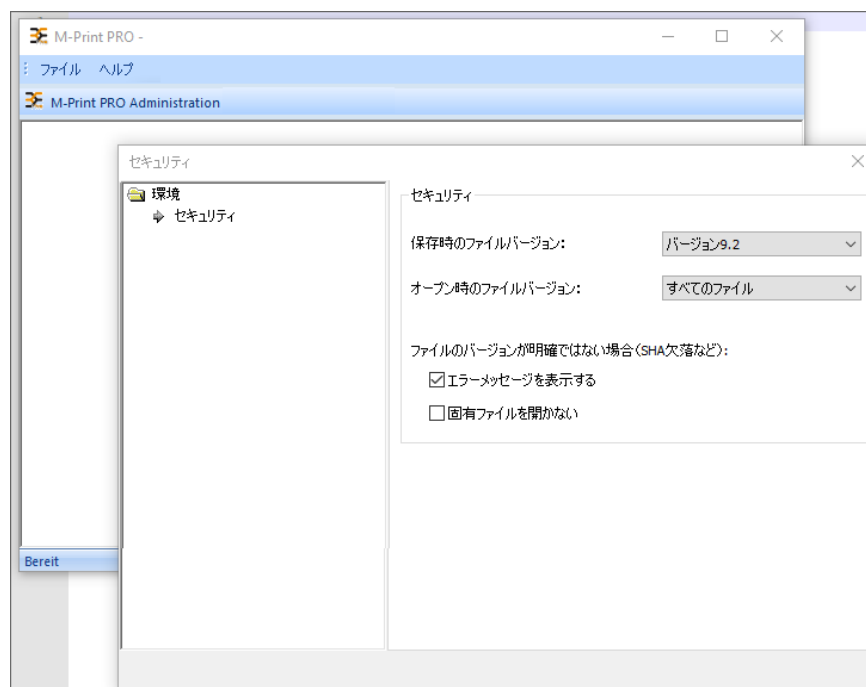 M-Print PRO -
ファイル ヘルプ
M-Print PRO Administration
セキュリティ
環境
セキュリティ
セキュリティ
保存時のファイルバージョン: バージョン9.2
オープン時のファイルバージョン: すべてのファイル
ファイルのバージョンが明確ではない場合(SHA欠落など):
エラーメッセージを表示する
固有ファイルを開かない
Bereit